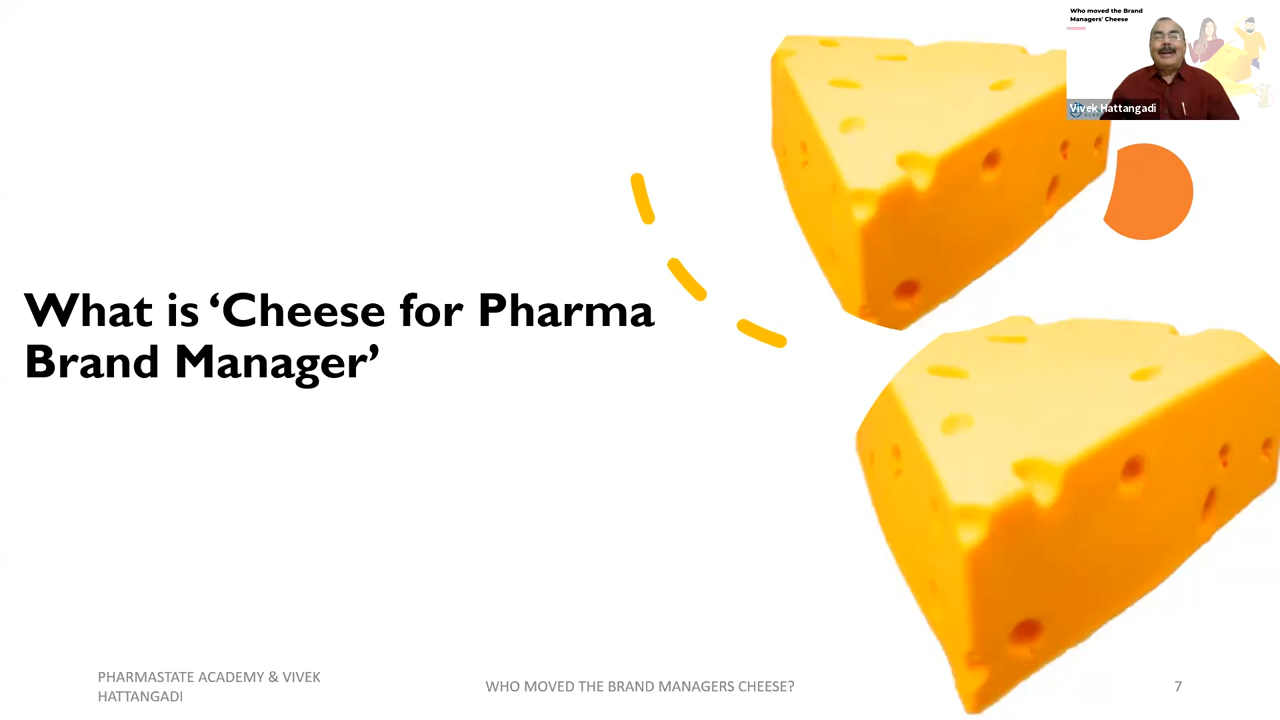 Who moved the Brand
Managers' Cheese
Vivek Hattangadi
What is ‘Cheese for Pharma
Brand Manager’
PHARMASTATE ACADEMY & VIVEK
HATTANGADI
WHO MOVED THE BRAND MANAGERS CHEESE?
7